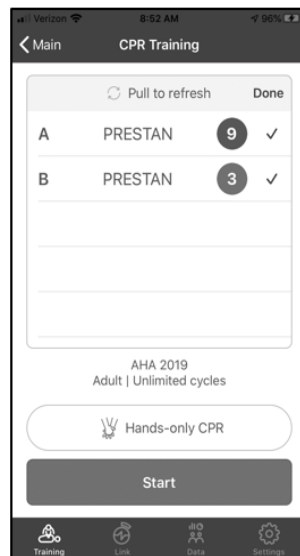 Verizon 8:52 AM 96%
Main CPR Training
Pull to refresh Done
A PRESTAN 9 ✓
B PRESTAN 3 ✓
AHA 2019
Adult | Unlimited cycles
Hands-only CPR
Start
Training Link Data Settings